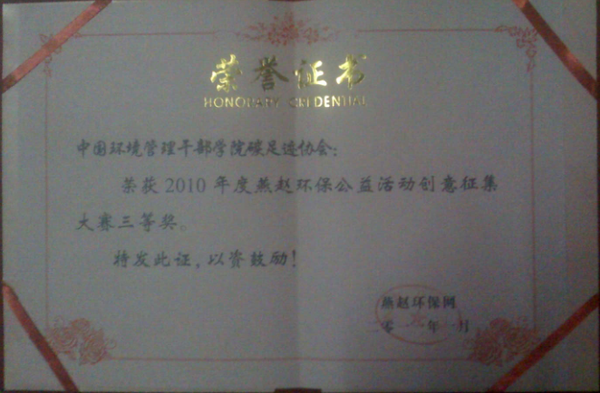 荣誉证书
HONORARY CREDENTIAL
中国环境管理干部学院碳足迹协会：
荣获2010年度燕赵环保公益活动创意征集
大赛三等奖。
特发此证，以资鼓励！
燕赵环保网
年一月